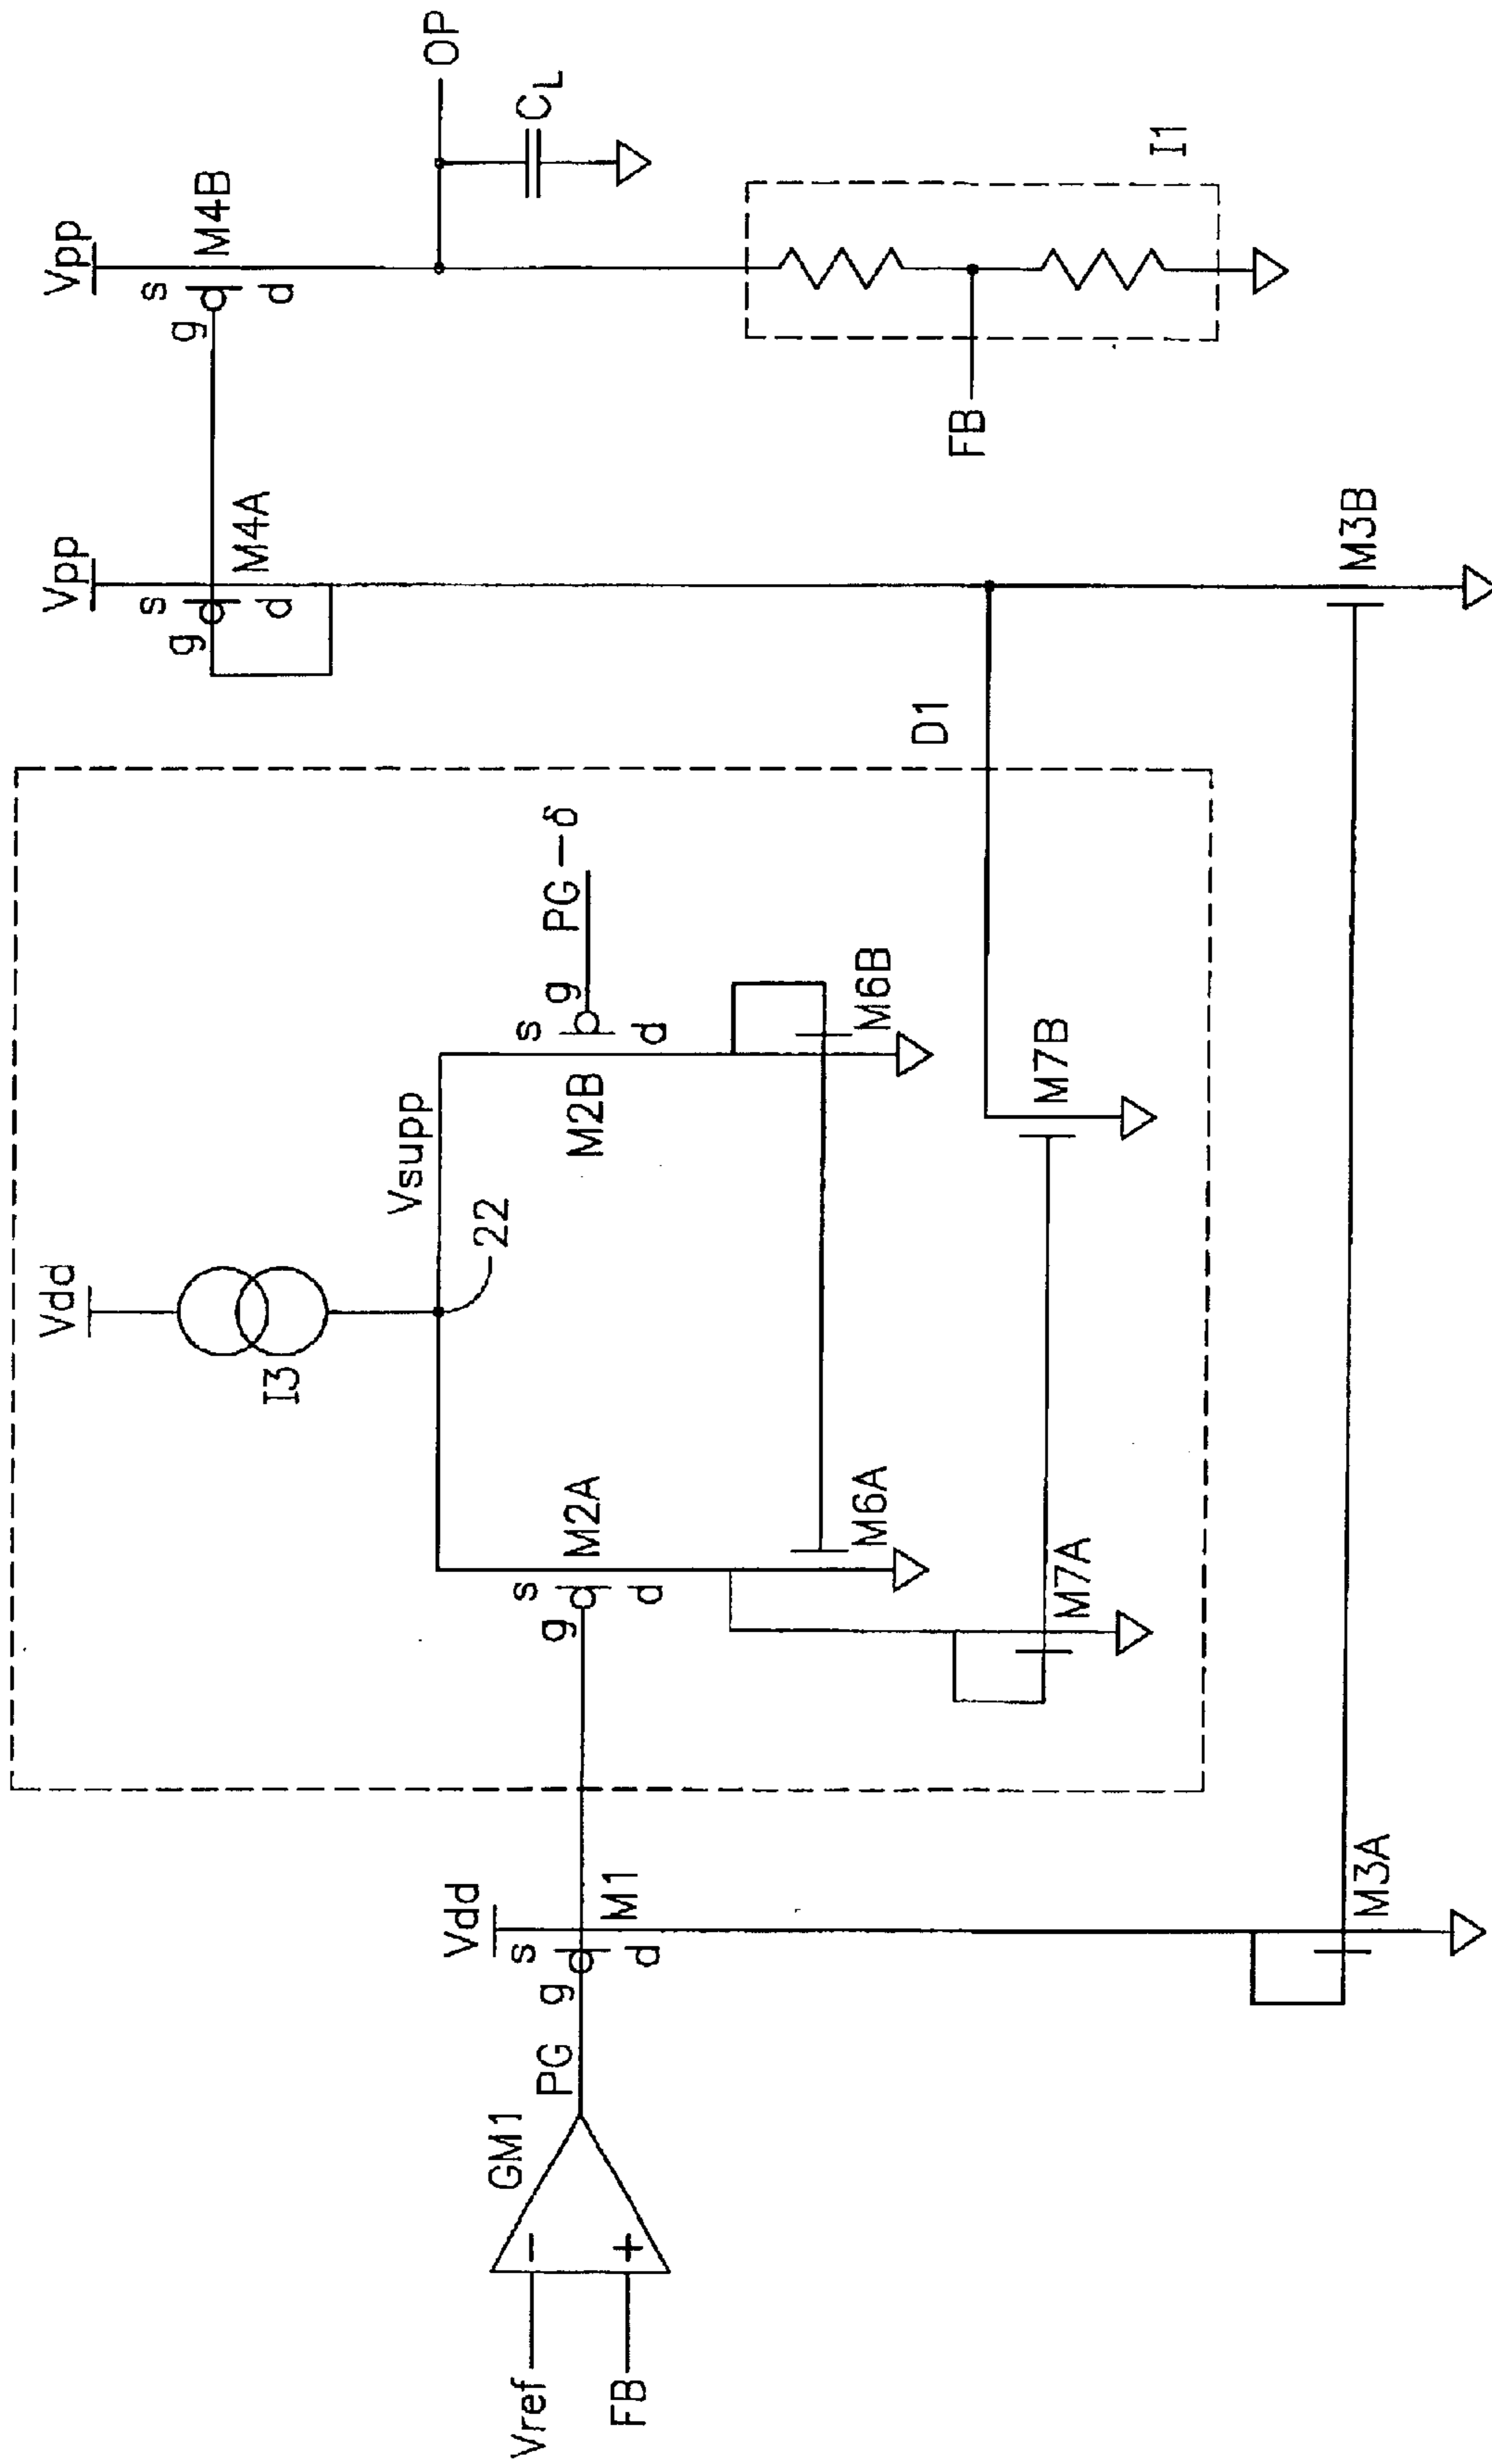 Vref
FB
GM1
PG
Vdd
s
g
d
M1
M3A
Vdd
I3
22
Vsupp
s
g
d
M2A
s
g
d
M2B
PG-δ
M6A
M6B
M7A
M7B
D1
Vpp
s
g
d
M4A
M3B
Vpp
s
g
d
M4B
OP
CL
FB
I1